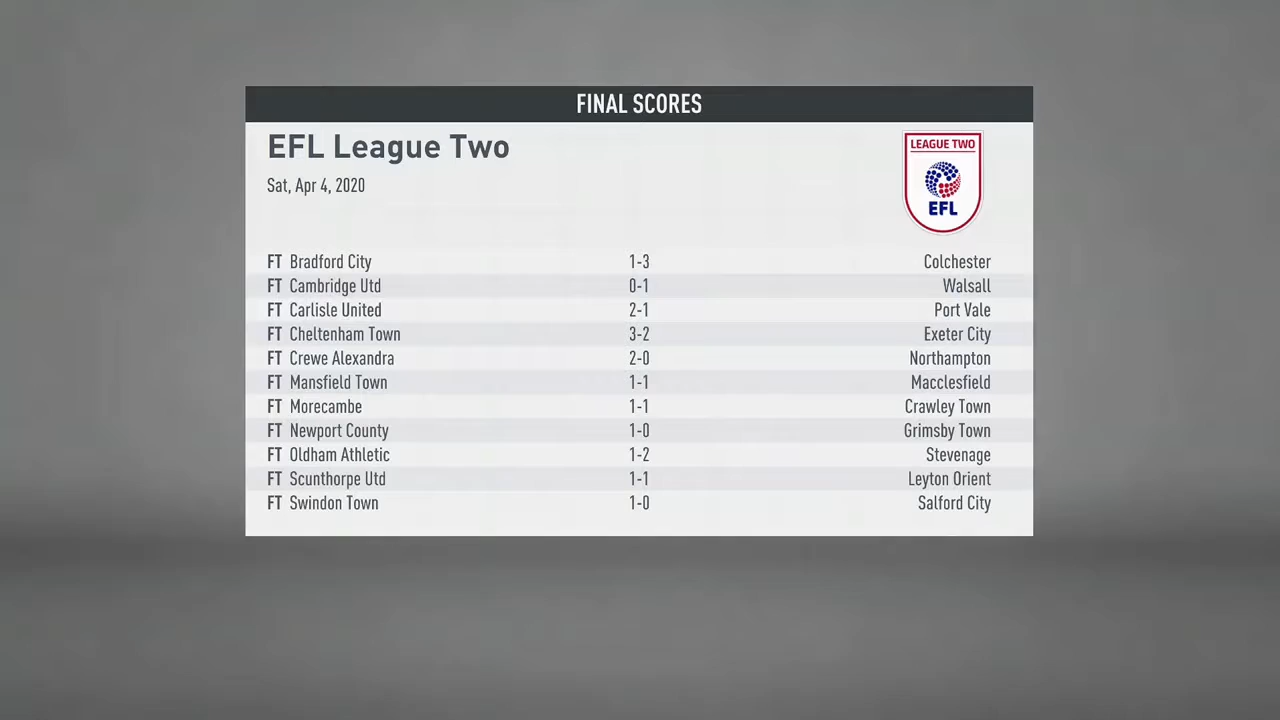 FINAL SCORES
EFL League Two
LEAGUE TWO
EFL
Sat, Apr 4, 2020
FT Bradford City 1-3 Colchester
FT Cambridge Utd 0-1 Walsall
FT Carlisle United 2-1 Port Vale
FT Cheltenham Town 3-2 Exeter City
FT Crewe Alexandra 2-0 Northampton
FT Mansfield Town 1-1 Macclesfield
FT Morecambe 1-1 Crawley Town
FT Newport County 1-0 Grimsby Town
FT Oldham Athletic 1-2 Stevenage
FT Scunthorpe Utd 1-1 Leyton Orient
FT Swindon Town 1-0 Salford City